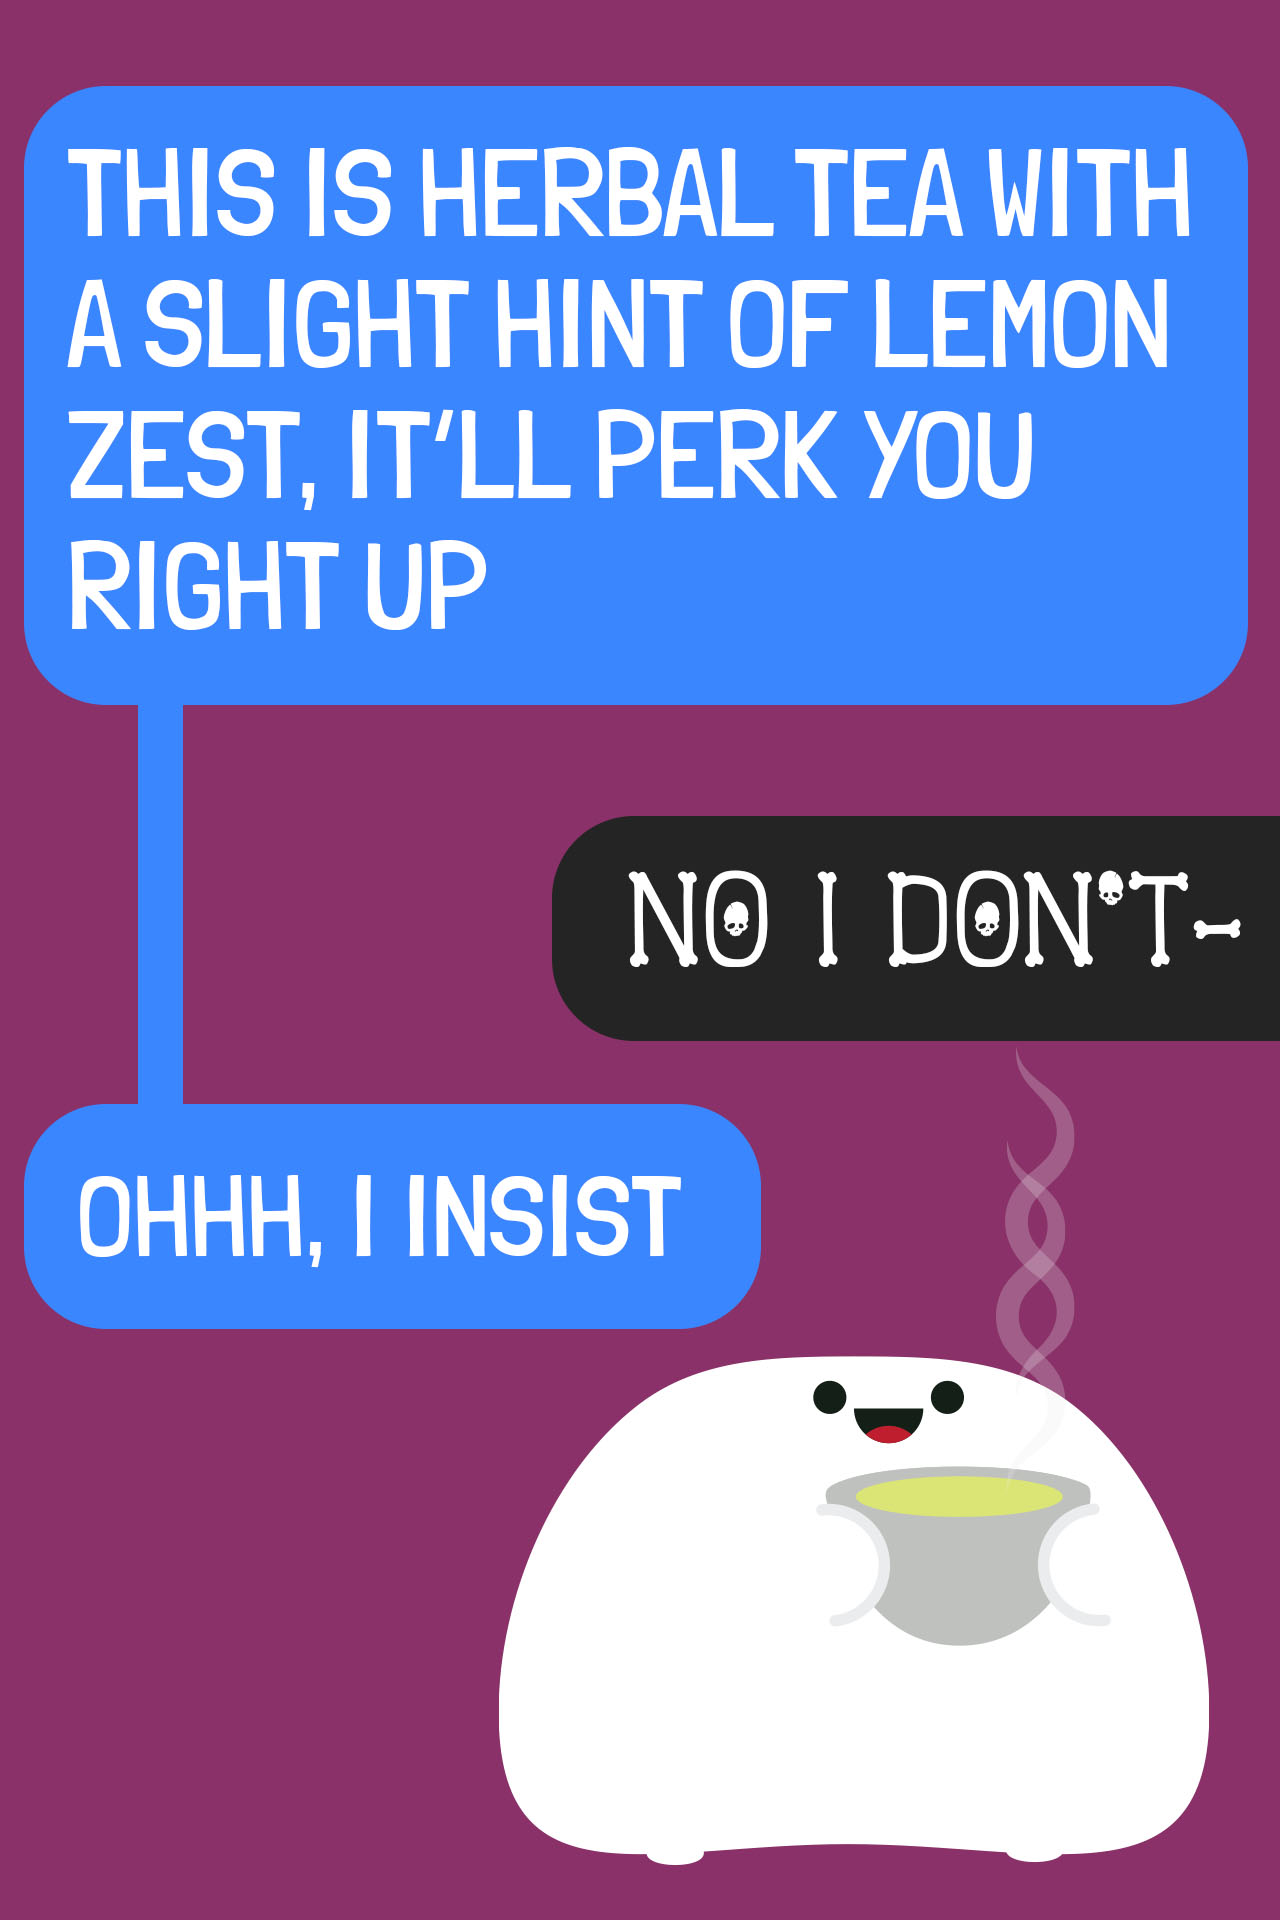 THIS IS HERBAL TEA WITH
A SLIGHT HINT OF LEMON
ZEST, IT'LL PERK YOU
RIGHT UP
NO I DON'T-
OHHH, I INSIST